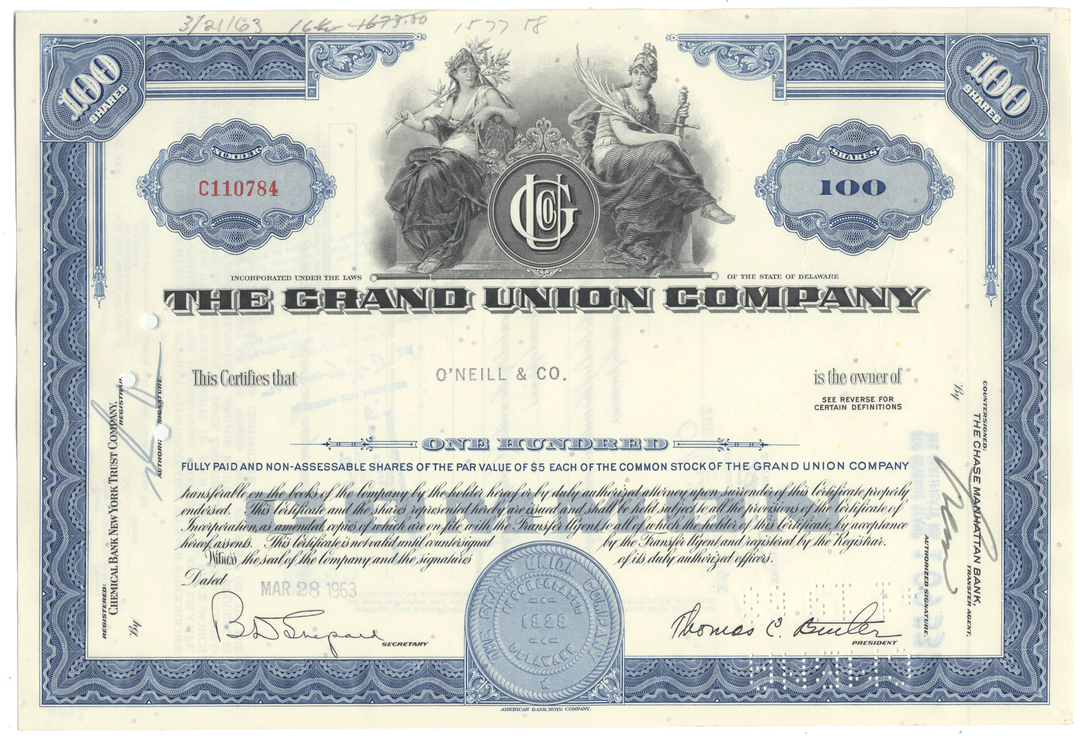 3/21/63 1577 58
100 SHARES
100 SHARES
NUMBER
C110784
SHARES
100
GUCO
INCORPORATED UNDER THE LAWS OF THE STATE OF DELAWARE
THE GRAND UNION COMPANY
This Certifies that O'NEILL & CO. is the owner of
SEE REVERSE FOR
CERTAIN DEFINITIONS
ONE HUNDRED
FULLY PAID AND NON-ASSESSABLE SHARES OF THE PAR VALUE OF $5 EACH OF THE COMMON STOCK OF THE GRAND UNION COMPANY
transferable on the books of the Company by the holder hereof or by duly authorized attorney upon surrender of this Certificate properly
endorsed. This certificate and the shares represented hereby are issued and shall be held subject to all the provisions of the Certificate of
Incorporation, as amended, copies of which are on file with the Transfer Agent, to all of which the holder of this Certificate, by acceptance
hereof, assents. This Certificate is not valid until countersigned by the Transfer Agent and registered by the Registrar.
Witness the seal of the Company and the signatures of its duly authorized officers.
Dated MAR 28 1963
B D Shepard SECRETARY
Thomas C. Butler PRESIDENT
THE GRAND UNION COMPANY
INCORPORATED
1928
DELAWARE
REGISTERED:
CHEMICAL BANK NEW YORK TRUST COMPANY,
REGISTRAR.
By
AUTHORIZED SIGNATURE.
COUNTERSIGNED:
THE CHASE MANHATTAN BANK,
TRANSFER AGENT,
By
AUTHORIZED SIGNATURE.
AMERICAN BANK NOTE COMPANY.